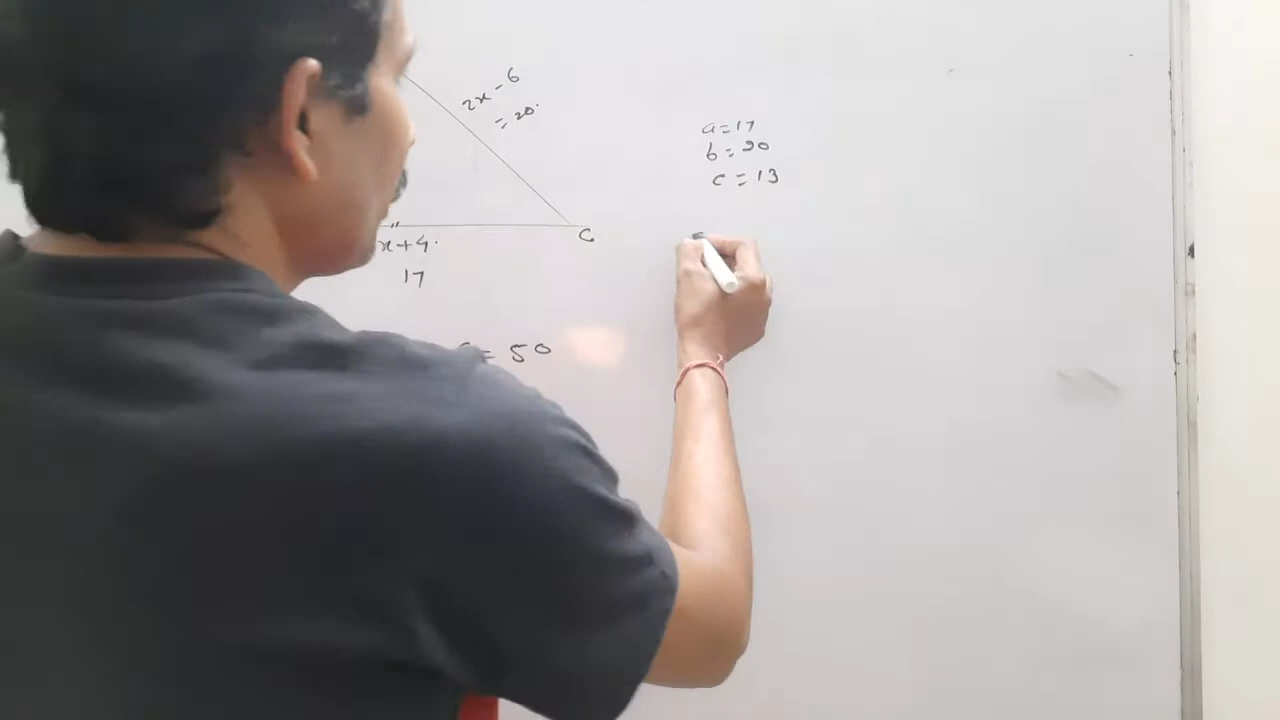 2x - 6
= 20.
a = 17
b = 20
c = 13
C
x + 4.
17
= 50